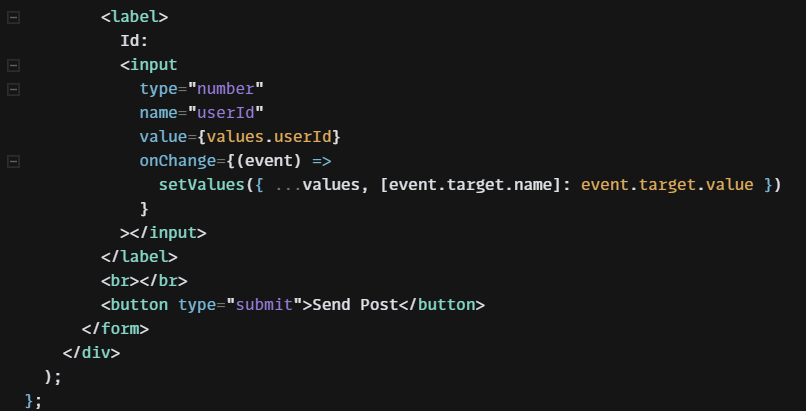 <label>
Id:
<input
type="number"
name="userId"
value={values.userId}
onChange={(event) =>
setValues({ ...values, [event.target.name]: event.target.value })
}
></input>
</label>
<br></br>
<button type="submit">Send Post</button>
</form>
</div>
);
};